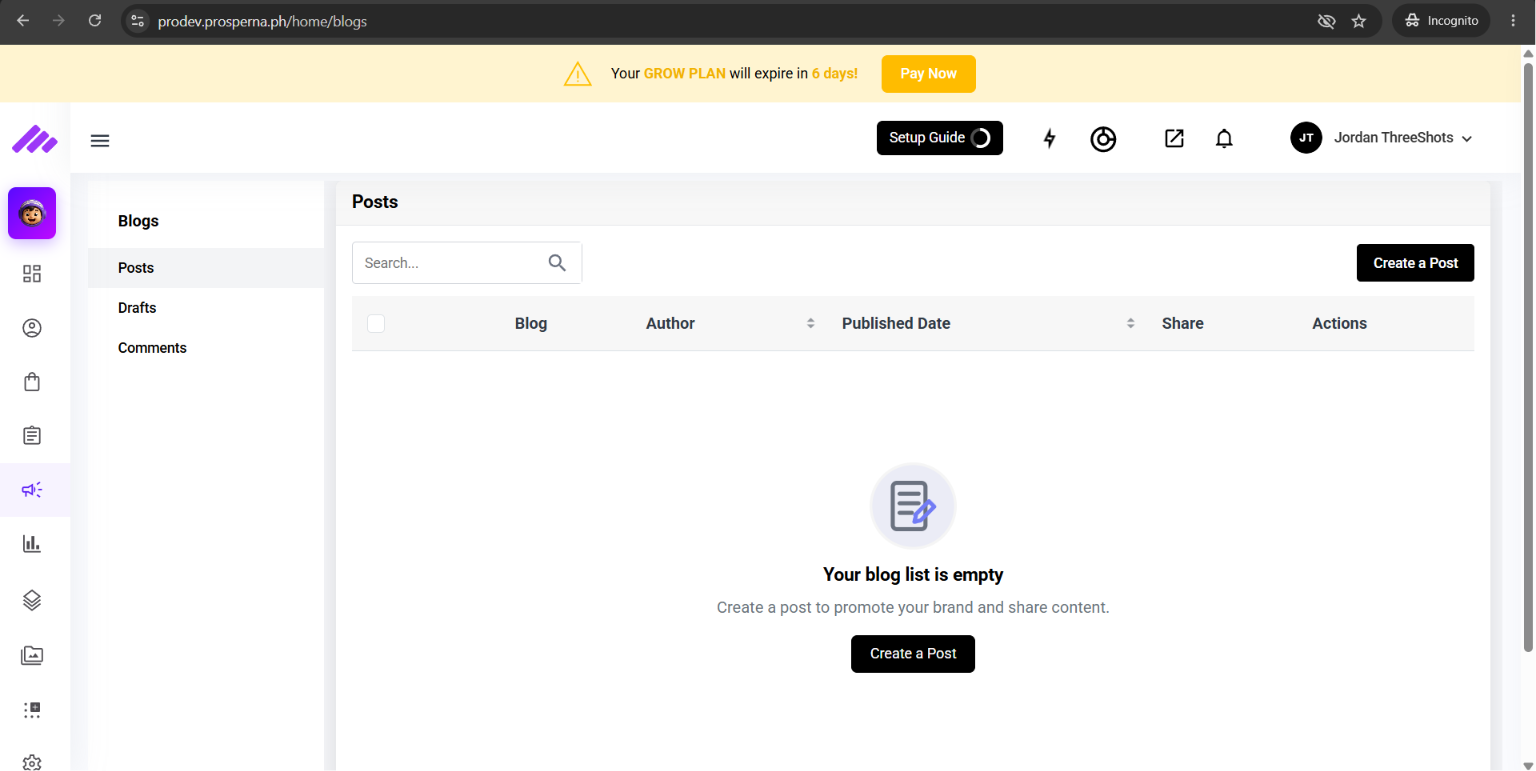 prodev.prosperna.ph/home/blogs
Incognito
Your GROW PLAN will expire in 6 days!
Pay Now
Setup Guide
JT
Jordan ThreeShots
Blogs
Posts
Drafts
Comments
Posts
Search...
Create a Post
Blog Author Published Date Share Actions
Your blog list is empty
Create a post to promote your brand and share content.
Create a Post